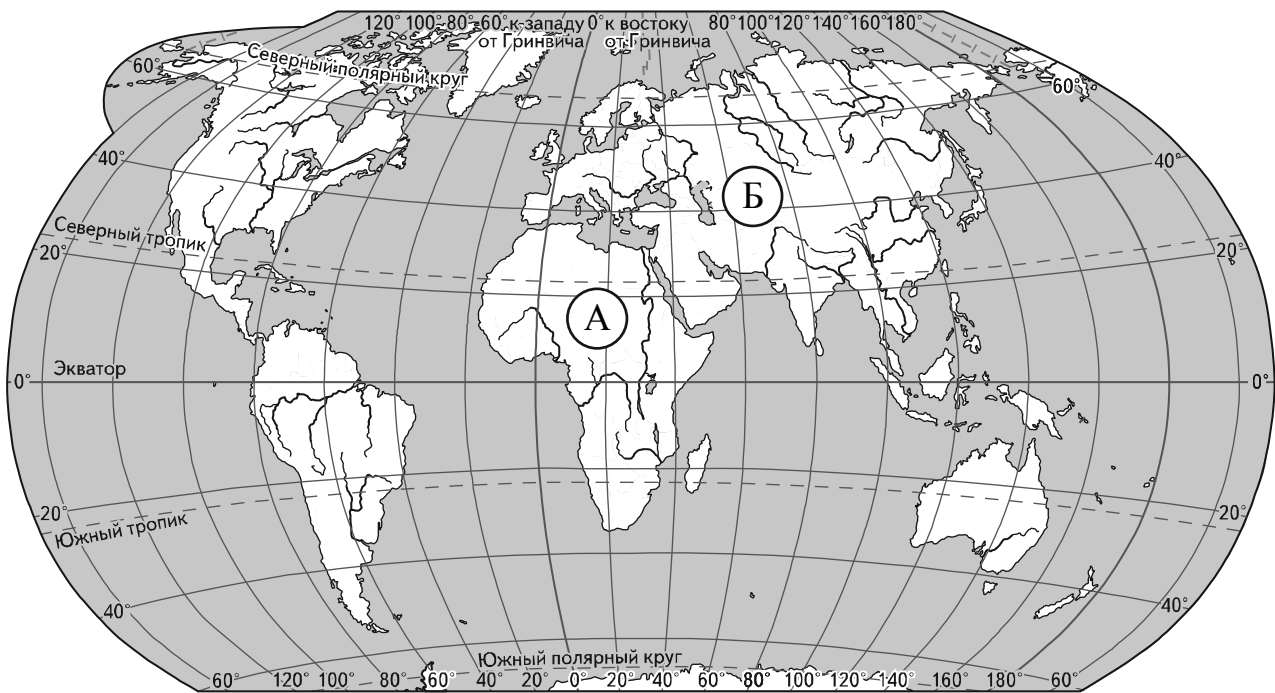 120° 100° 80° 60° к западу 0° к востоку 80° 100° 120° 140° 160° 180°
от Гринвича от Гринвича
Северный полярный круг
60° 60°
40° 40°
Б
Северный тропик
20° 20°
А
Экватор
0° 0°
20° 20°
Южный тропик
40° 40°
Южный полярный круг
60° 120° 100° 80° 60° 40° 20° 0° 20° 40° 60° 80° 100° 120° 140° 160° 180° 60°